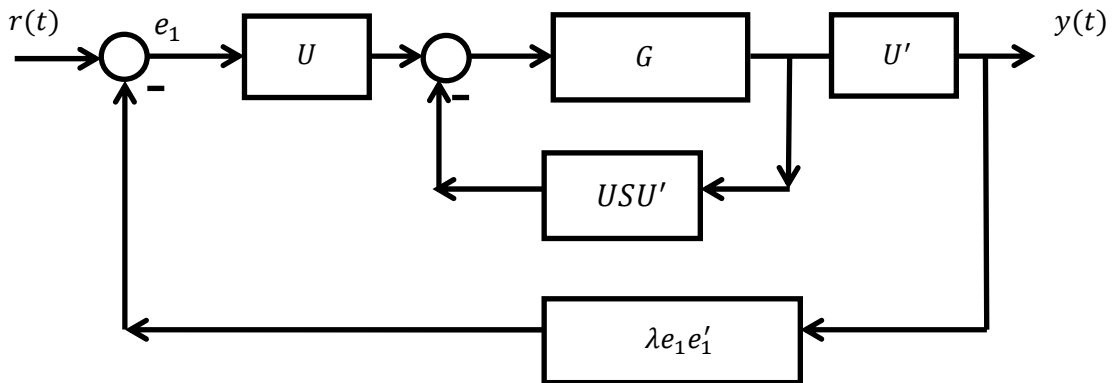 r(t)
e₁
y(t)
U
G
U′
−
−
USU′
λe₁e₁′